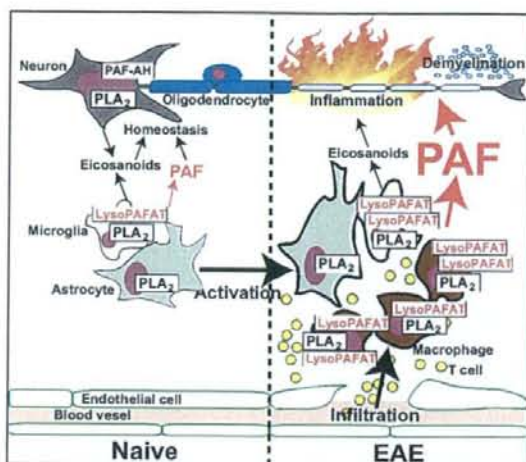 Neuron
PAF-AH
PLA2
Oligodendrocyte
Homeostasis
Eicosanoids
PAF
LysoPAFAT
Microglia
PLA2
Astrocyte
PLA2
Activation
Endothelial cell
Blood vesel
Naive
Demyelination
Inflammation
Eicosanoids
PAF
LysoPAFAT
LysoPAFAT
PLA2
PLA2
LysoPAFAT
LysoPAFAT
PLA2
LysoPAFAT
PLA2
LysoPAFAT
PLA2
LysoPAFAT
Macrophage
T cell
Infiltration
EAE